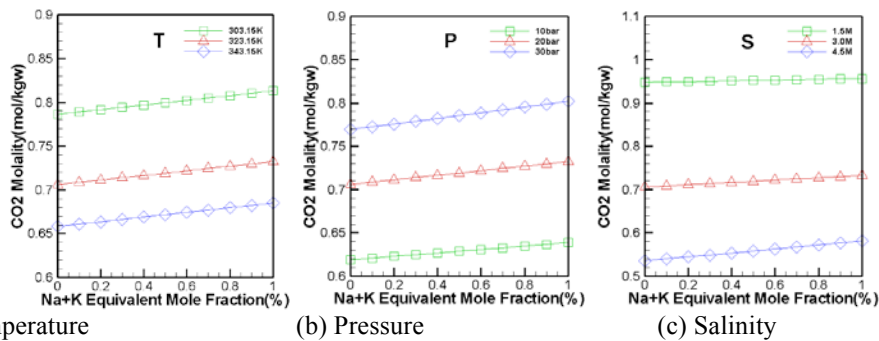 T
303.15K
323.15K
343.15K
CO2 Molality(mol/kgw)
0.9
0.85
0.8
0.75
0.7
0.65
0.6
0 0.2 0.4 0.6 0.8 1
Na+K Equivalent Mole Fraction(%)
P
10bar
20bar
30bar
CO2 Molality(mol/kgw)
0.9
0.85
0.8
0.75
0.7
0.65
0.6
0 0.2 0.4 0.6 0.8 1
Na+K Equivalent Mole Fraction(%)
S
1.5M
3.0M
4.5M
CO2 Molality(mol/kgw)
1.1
1
0.9
0.8
0.7
0.6
0.5
0 0.2 0.4 0.6 0.8 1
Na+K Equivalent Mole Fraction(%)
nperature (b) Pressure (c) Salinity